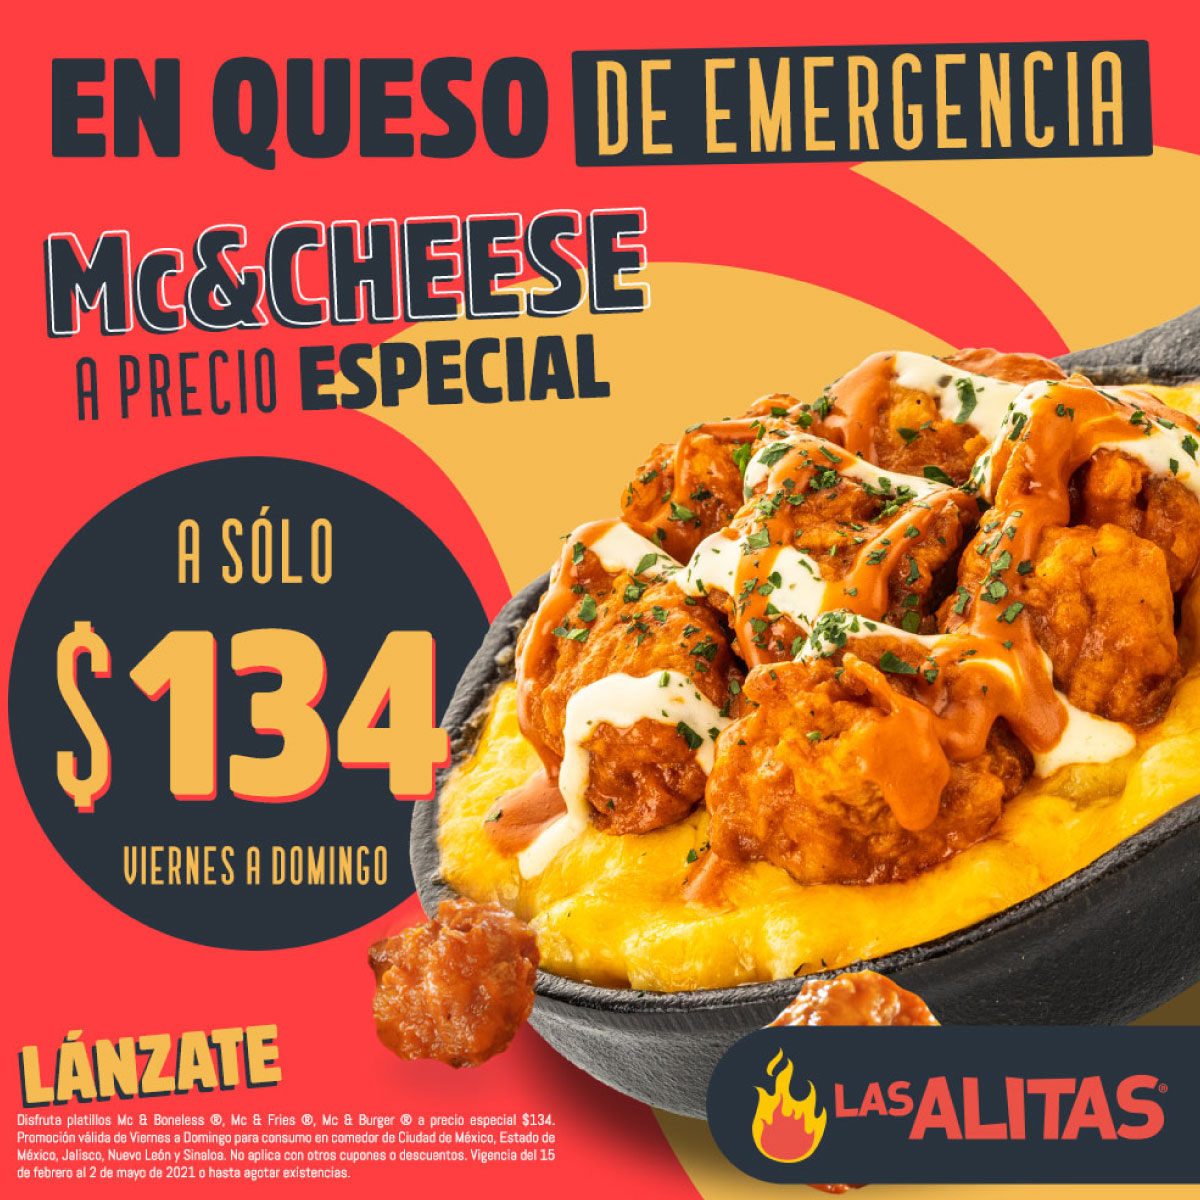 EN QUESO DE EMERGENCIA
Mc&CHEESE
A PRECIO ESPECIAL
A SÓLO
$134
VIERNES A DOMINGO
LÁNZATE
Disfruta platillos Mc & Boneless ®, Mc & Fries ®, Mc & Burger ® a precio especial $134.
Promoción válida de Viernes a Domingo para consumo en comedor de Ciudad de México, Estado de
México, Jalisco, Nuevo León y Sinaloa. No aplica con otros cupones o descuentos. Vigencia del 15
de febrero al 2 de mayo de 2021 o hasta agotar existencias.
LAS ALITAS®